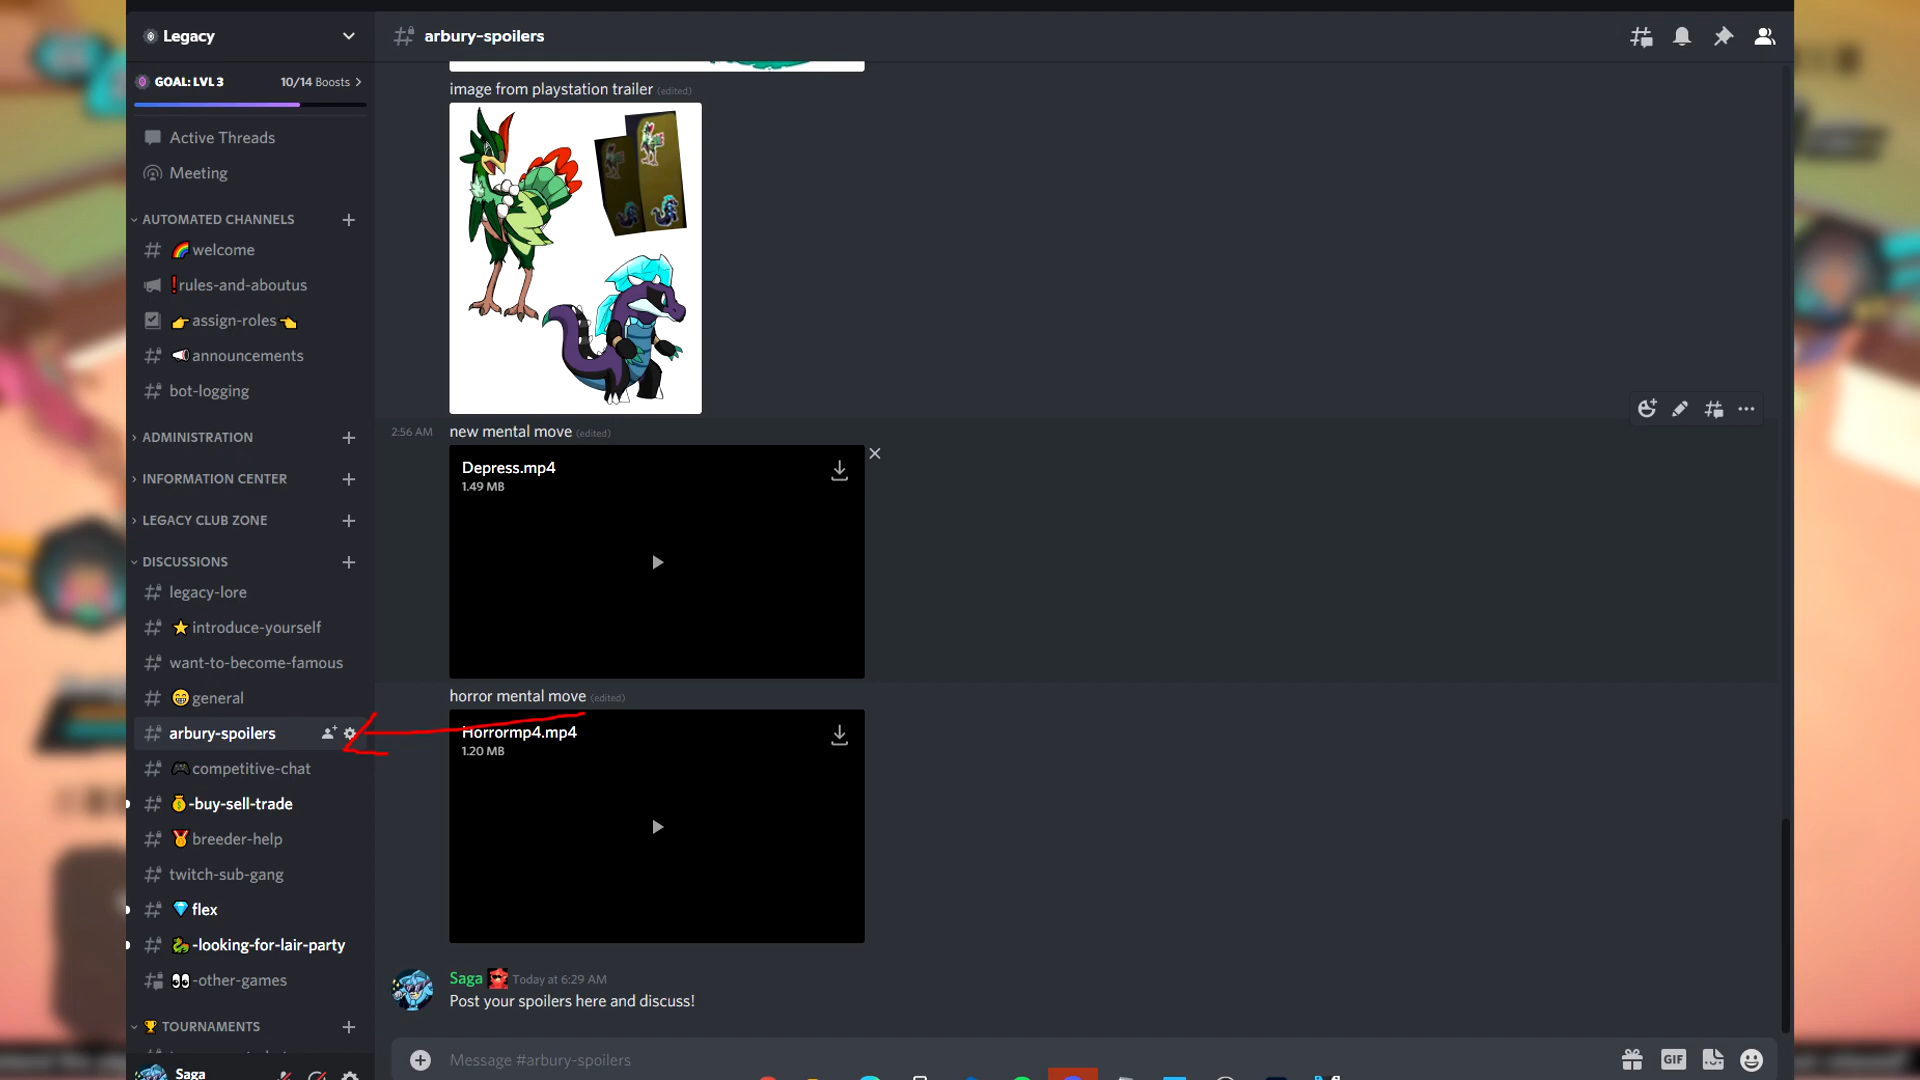 Legacy
arbury-spoilers
GOAL: LVL 3
10/14 Boosts
Active Threads
Meeting
AUTOMATED CHANNELS
welcome
rules-and-aboutus
assign-roles
announcements
bot-logging
ADMINISTRATION
INFORMATION CENTER
LEGACY CLUB ZONE
DISCUSSIONS
legacy-lore
introduce-yourself
want-to-become-famous
general
arbury-spoilers
competitive-chat
-buy-sell-trade
breeder-help
twitch-sub-gang
flex
-looking-for-lair-party
-other-games
TOURNAMENTS
Saga
image from playstation trailer (edited)
2:56 AM new mental move (edited)
Depress.mp4
1.49 MB
horror mental move (edited)
Horrormp4.mp4
1.20 MB
Saga Today at 6:29 AM
Post your spoilers here and discuss!
Message #arbury-spoilers
GIF